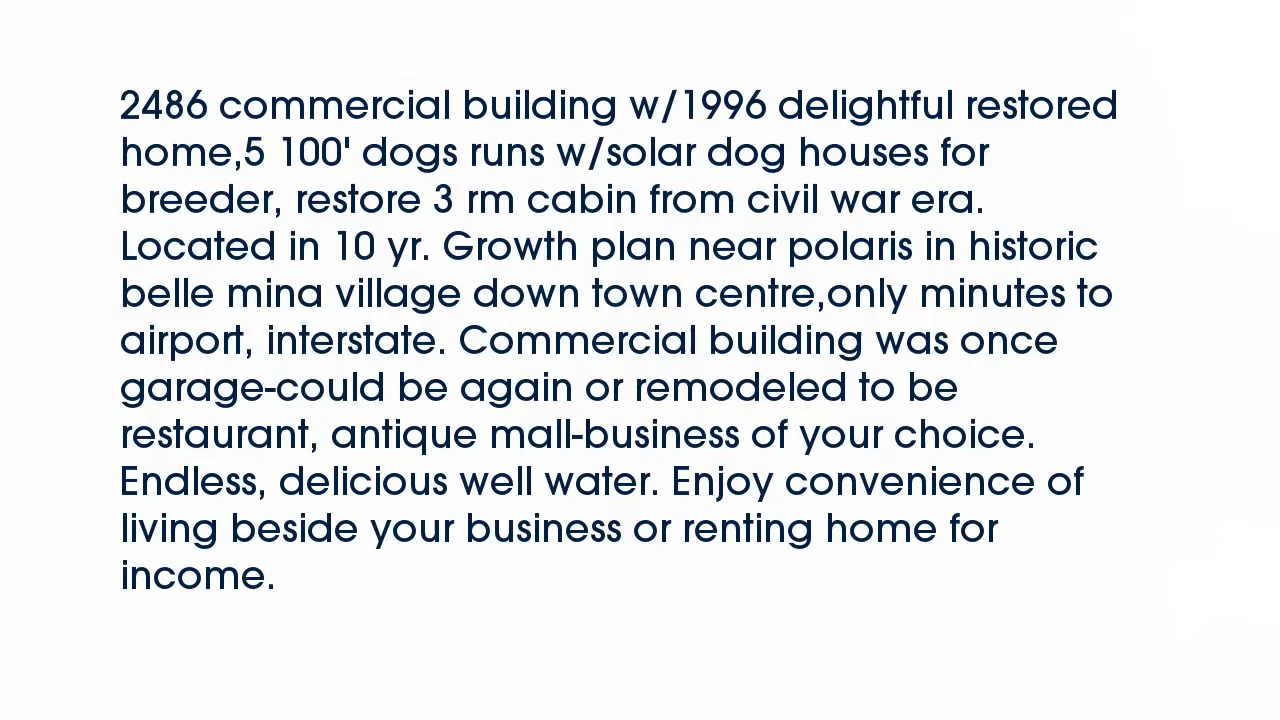 2486 commercial building w/1996 delightful restored
home,5 100' dogs runs w/solar dog houses for
breeder, restore 3 rm cabin from civil war era.
Located in 10 yr. Growth plan near polaris in historic
belle mina village down town centre,only minutes to
airport, interstate. Commercial building was once
garage-could be again or remodeled to be
restaurant, antique mall-business of your choice.
Endless, delicious well water. Enjoy convenience of
living beside your business or renting home for
income.